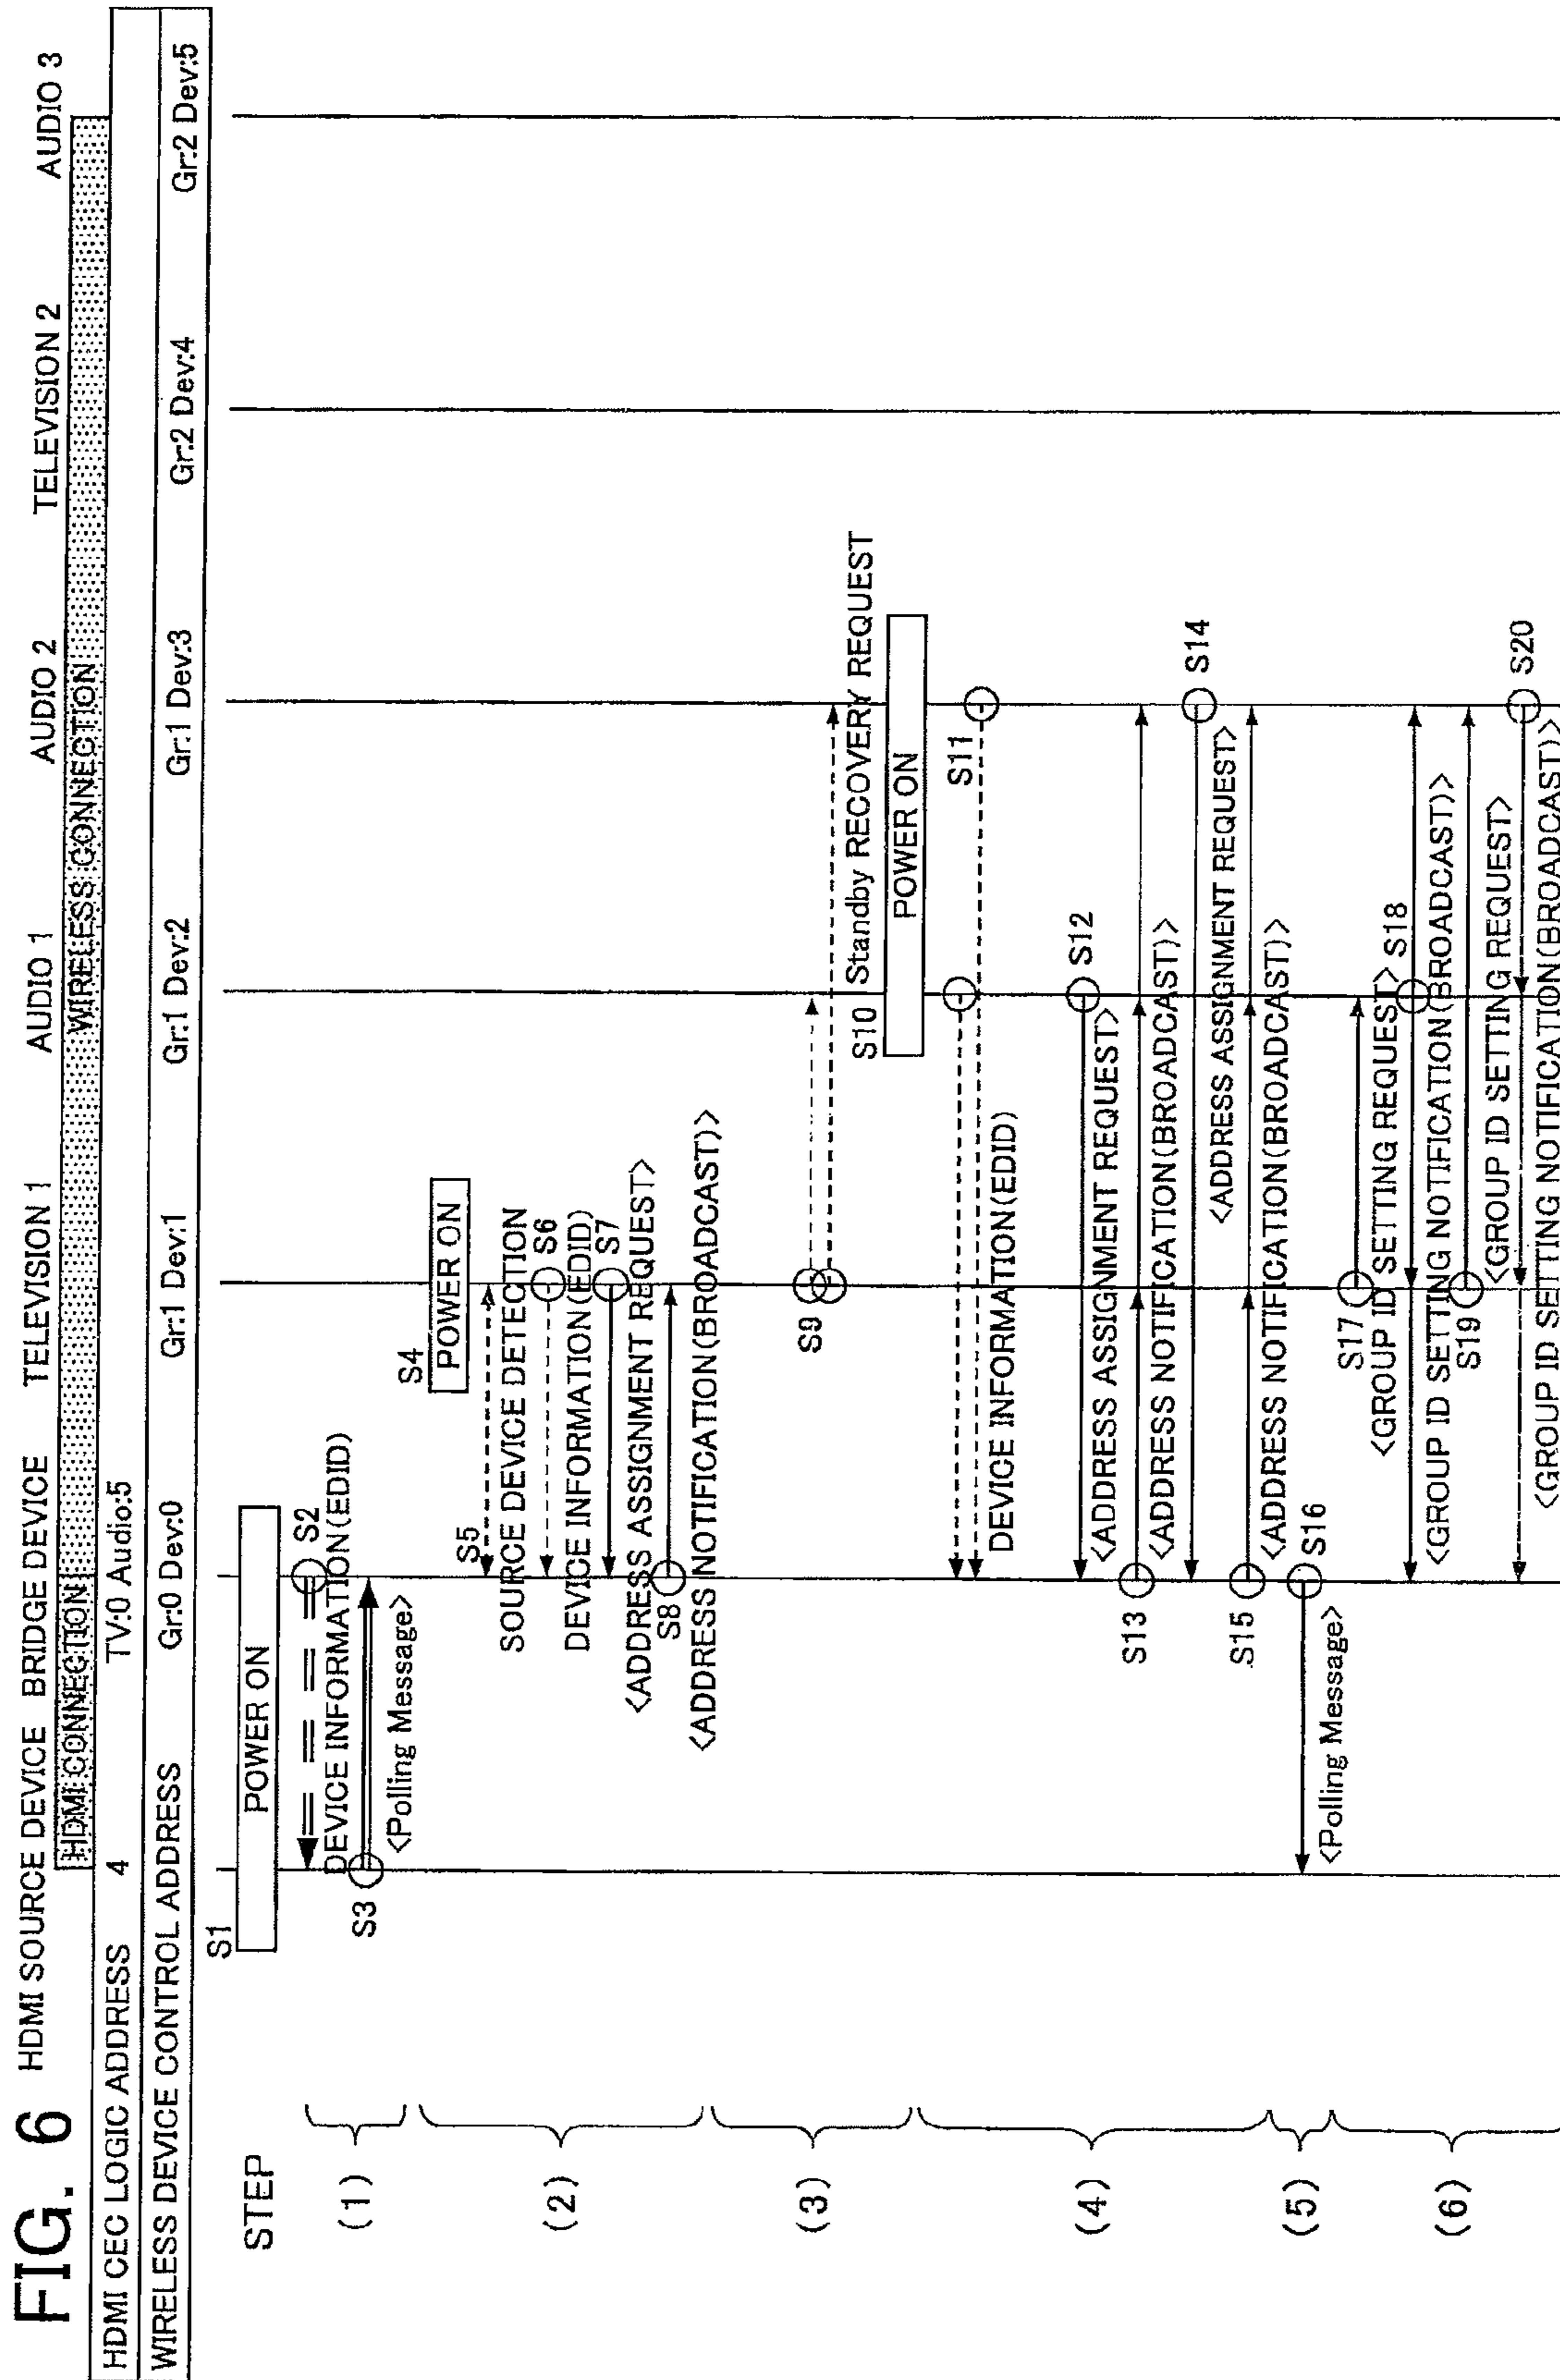 FIG. 6
HDMI SOURCE DEVICE BRIDGE DEVICE TELEVISION 1 AUDIO 1 AUDIO 2 TELEVISION 2 AUDIO 3
HDMI CONNECTION WIRELESS CONNECTION
HDMI CEC LOGIC ADDRESS 4 TV:0 Audio:5
WIRELESS DEVICE CONTROL ADDRESS Gr:0 Dev:0 Gr:1 Dev:1 Gr:1 Dev:2 Gr:1 Dev:3 Gr:2 Dev:4 Gr:2 Dev:5
STEP
S1
POWER ON
(1)
S2
DEVICE INFORMATION(EDID)
S3
<Polling Message>
S4
POWER ON
(2)
S5
SOURCE DEVICE DETECTION
S6
DEVICE INFORMATION(EDID)
S7
<ADDRESS ASSIGNMENT REQUEST>
S8
<ADDRESS NOTIFICATION(BROADCAST)>
(3)
S9
S10 Standby RECOVERY REQUEST
POWER ON
(4)
S11
DEVICE INFORMATION(EDID)
S12
<ADDRESS ASSIGNMENT REQUEST>
S13
<ADDRESS NOTIFICATION(BROADCAST)>
S14
<ADDRESS ASSIGNMENT REQUEST>
S15
<ADDRESS NOTIFICATION(BROADCAST)>
(5)
S16
<Polling Message>
(6)
S17
<GROUP ID SETTING REQUEST>
S18
<GROUP ID SETTING NOTIFICATION(BROADCAST)>
S19
<GROUP ID SETTING REQUEST>
S20
<GROUP ID SETTING NOTIFICATION(BROADCAST)>